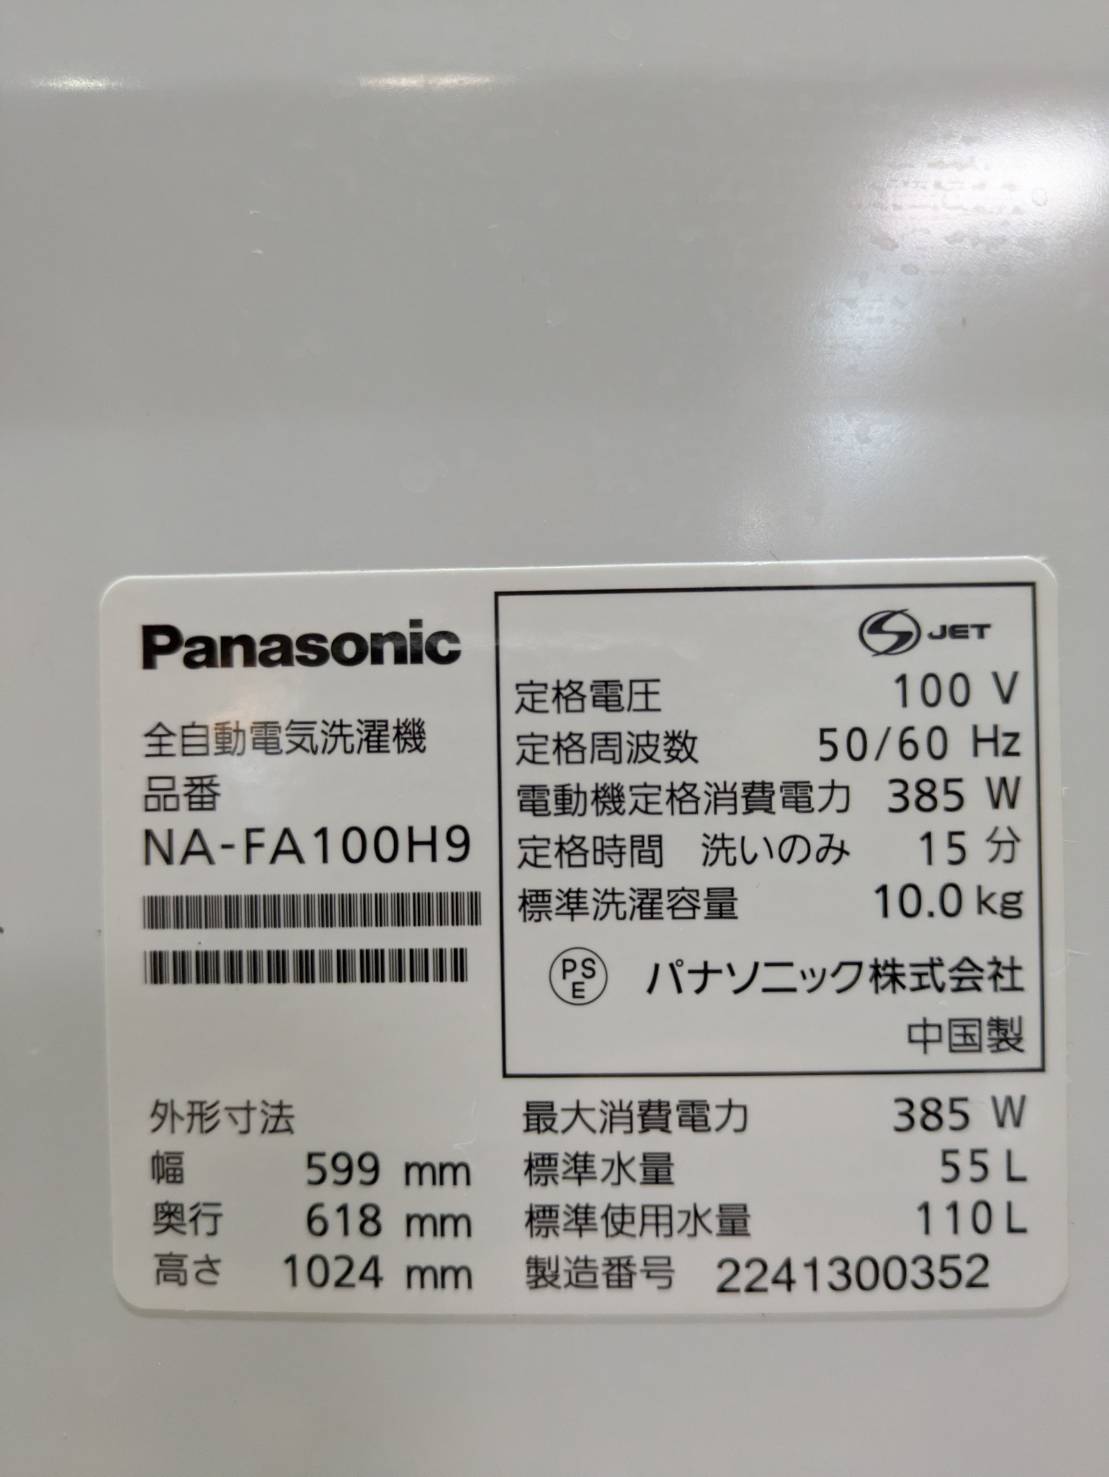 Panasonic
全自動電気洗濯機
品番
NA-FA100H9
JET
定格電圧 100 V
定格周波数 50/60 Hz
電動機定格消費電力 385 W
定格時間 洗いのみ 15 分
標準洗濯容量 10.0 kg
PS
E
パナソニック株式会社
中国製
外形寸法
幅 599 mm
奥行 618 mm
高さ 1024 mm
最大消費電力 385 W
標準水量 55 L
標準使用水量 110 L
製造番号 2241300352